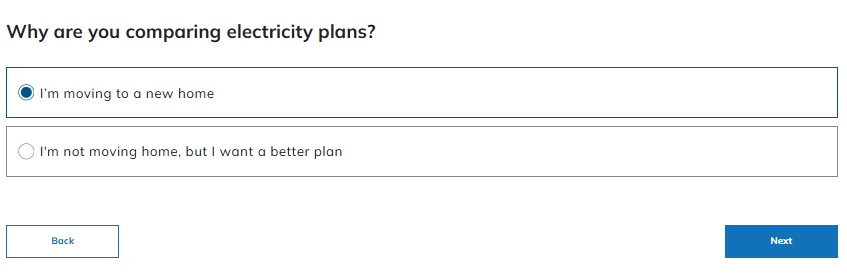 Why are you comparing electricity plans?
I'm moving to a new home
I'm not moving home, but I want a better plan
Back
Next